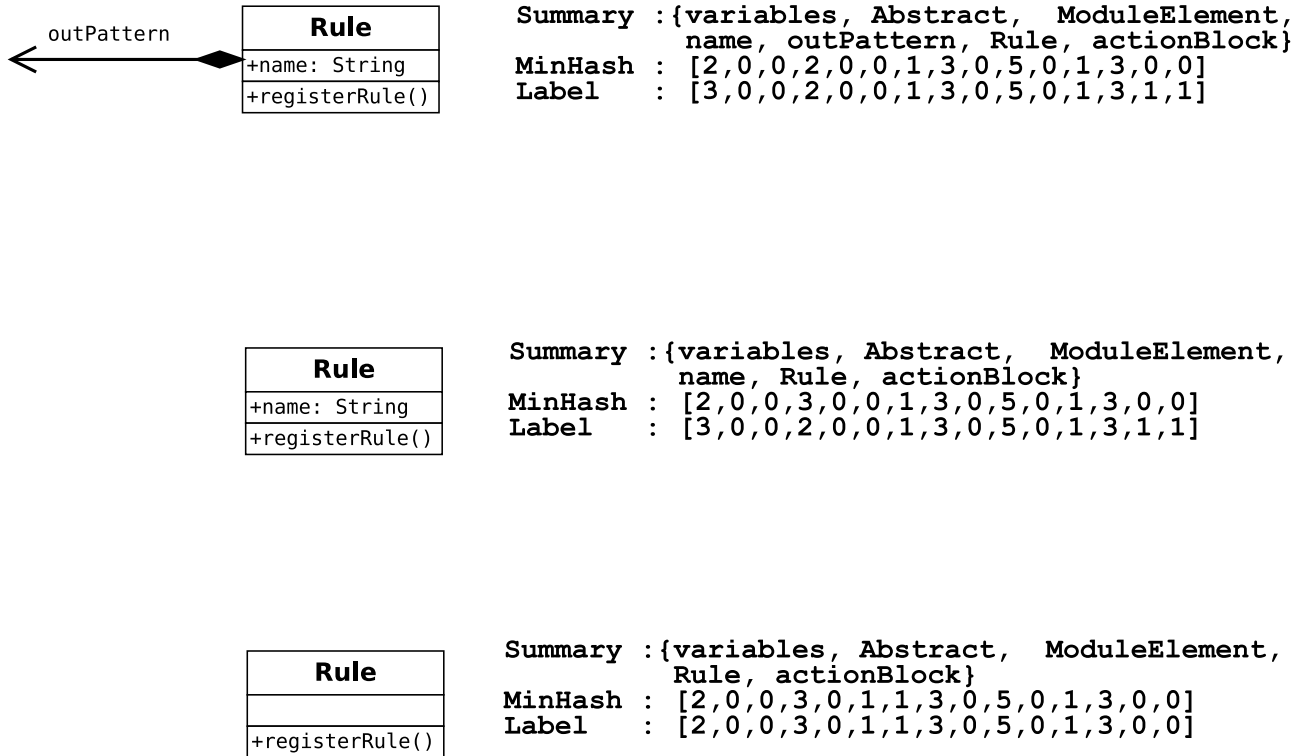 outPattern
Rule
+name: String
+registerRule()
Summary :{variables, Abstract, ModuleElement,
name, outPattern, Rule, actionBlock}
MinHash : [2,0,0,2,0,0,1,3,0,5,0,1,3,0,0]
Label : [3,0,0,2,0,0,1,3,0,5,0,1,3,1,1]
Rule
+name: String
+registerRule()
Summary :{variables, Abstract, ModuleElement,
name, Rule, actionBlock}
MinHash : [2,0,0,3,0,0,1,3,0,5,0,1,3,0,0]
Label : [3,0,0,2,0,0,1,3,0,5,0,1,3,1,1]
Rule
+registerRule()
Summary :{variables, Abstract, ModuleElement,
Rule, actionBlock}
MinHash : [2,0,0,3,0,1,1,3,0,5,0,1,3,0,0]
Label : [2,0,0,3,0,1,1,3,0,5,0,1,3,0,0]